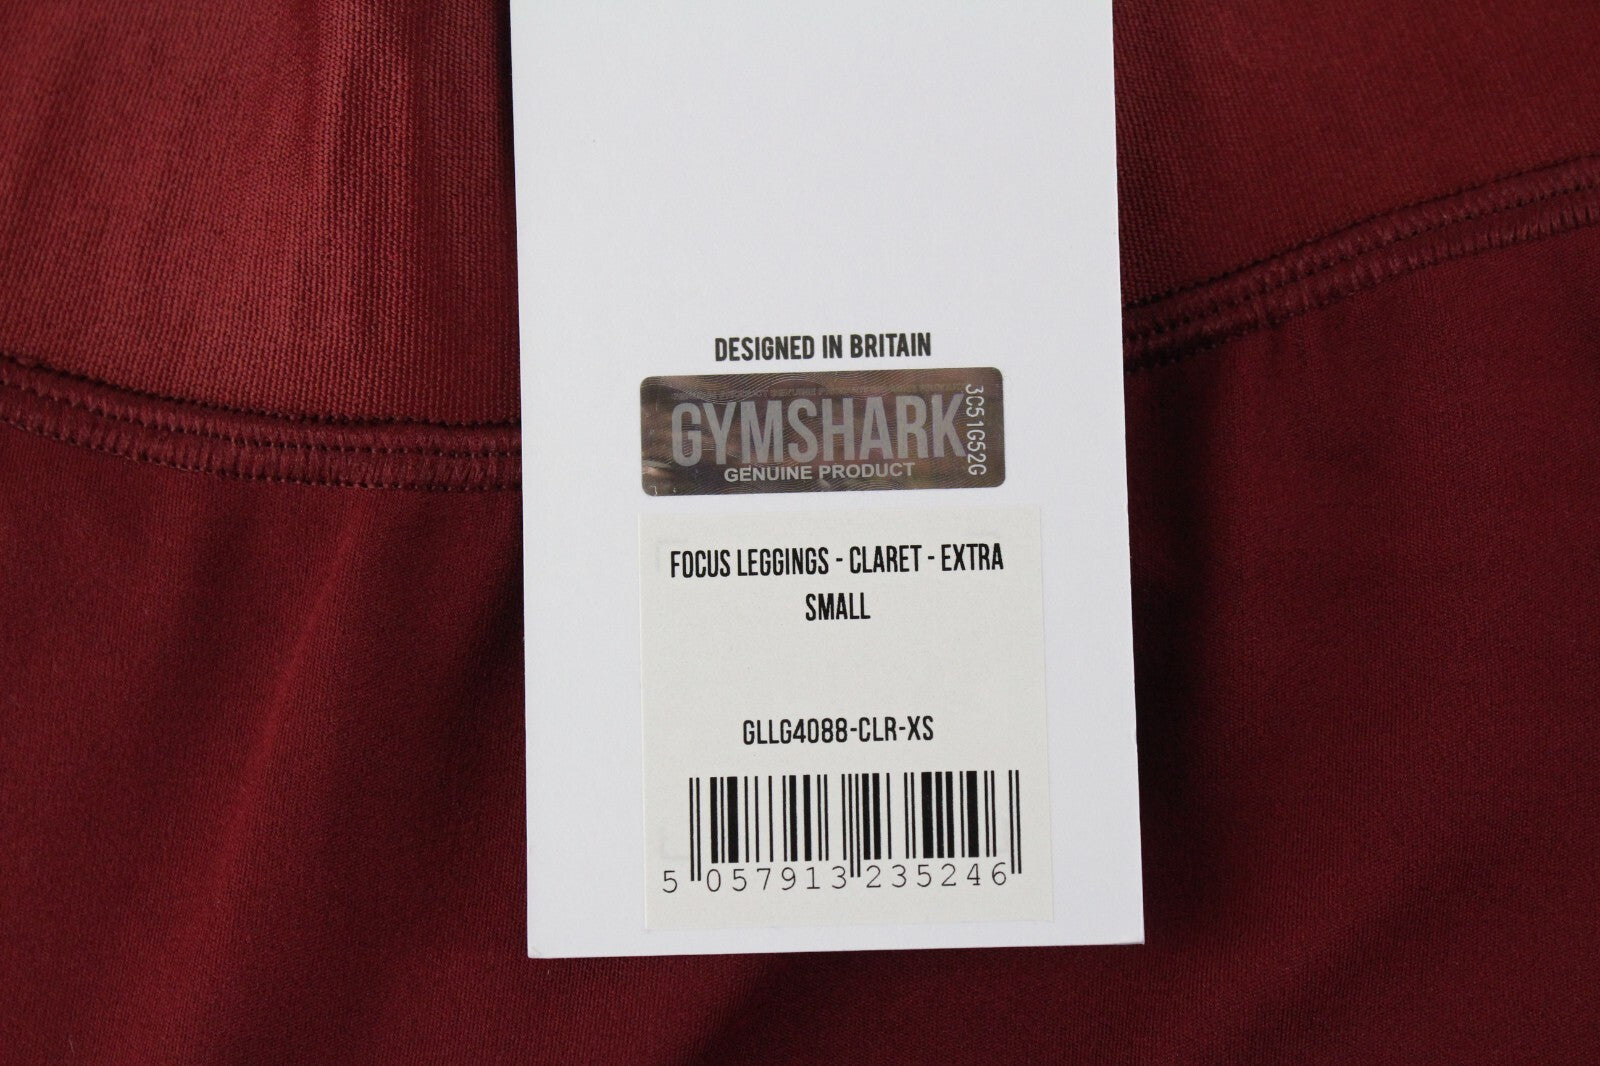 DESIGNED IN BRITAIN
GYMSHARK
GENUINE PRODUCT
3C51G52G
FOCUS LEGGINGS - CLARET - EXTRA
SMALL
GLLG4088-CLR-XS
5 057913 235246